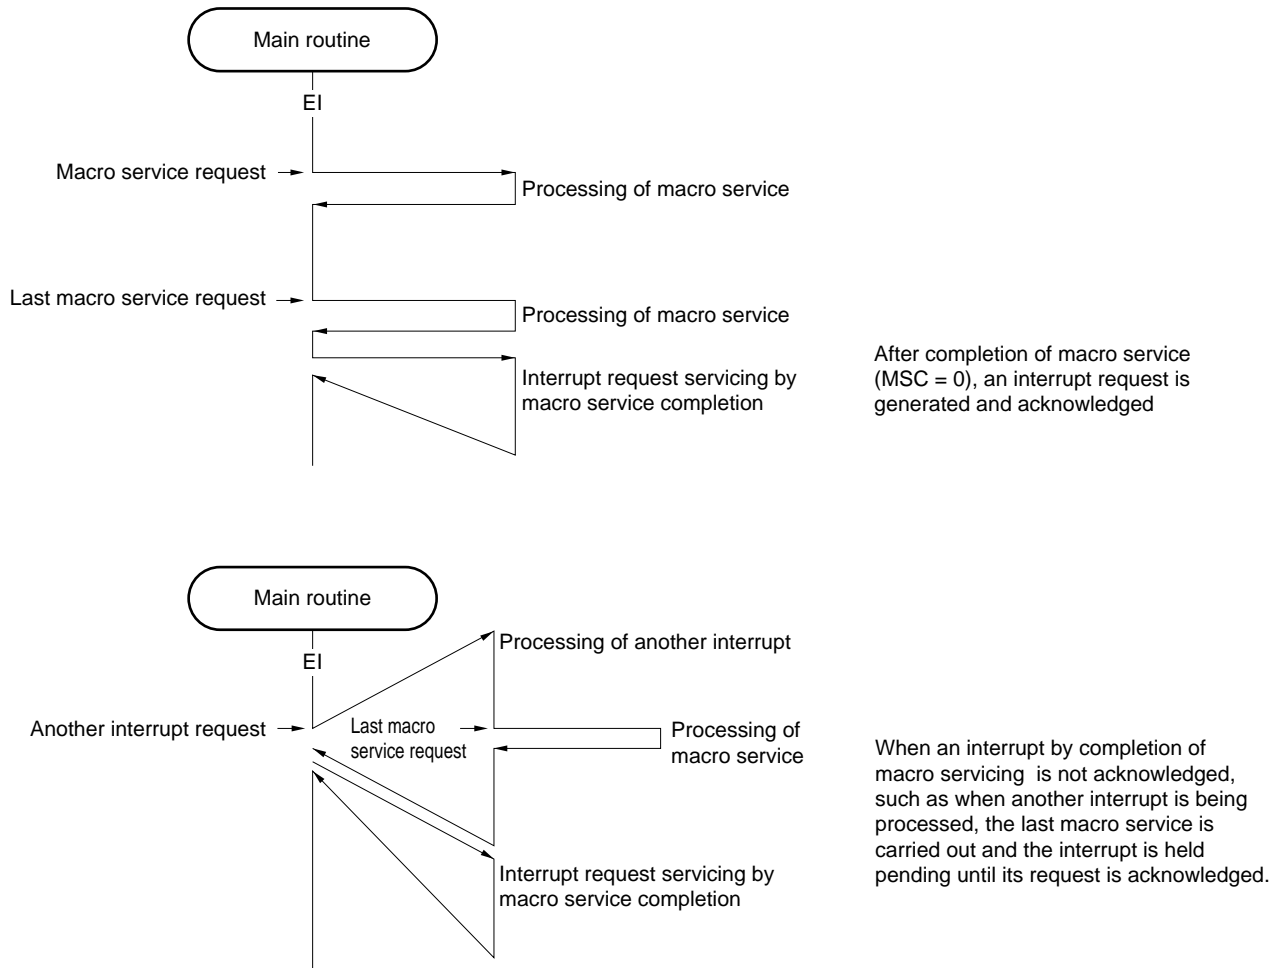 Main routine
EI
Macro service request
Processing of macro service
Last macro service request
Processing of macro service
Interrupt request servicing by
macro service completion
After completion of macro service
(MSC = 0), an interrupt request is
generated and acknowledged
Main routine
EI
Processing of another interrupt
Another interrupt request
Last macro
service request
Processing of
macro service
Interrupt request servicing by
macro service completion
When an interrupt by completion of
macro servicing  is not acknowledged,
such as when another interrupt is being
processed, the last macro service is
carried out and the interrupt is held
pending until its request is acknowledged.